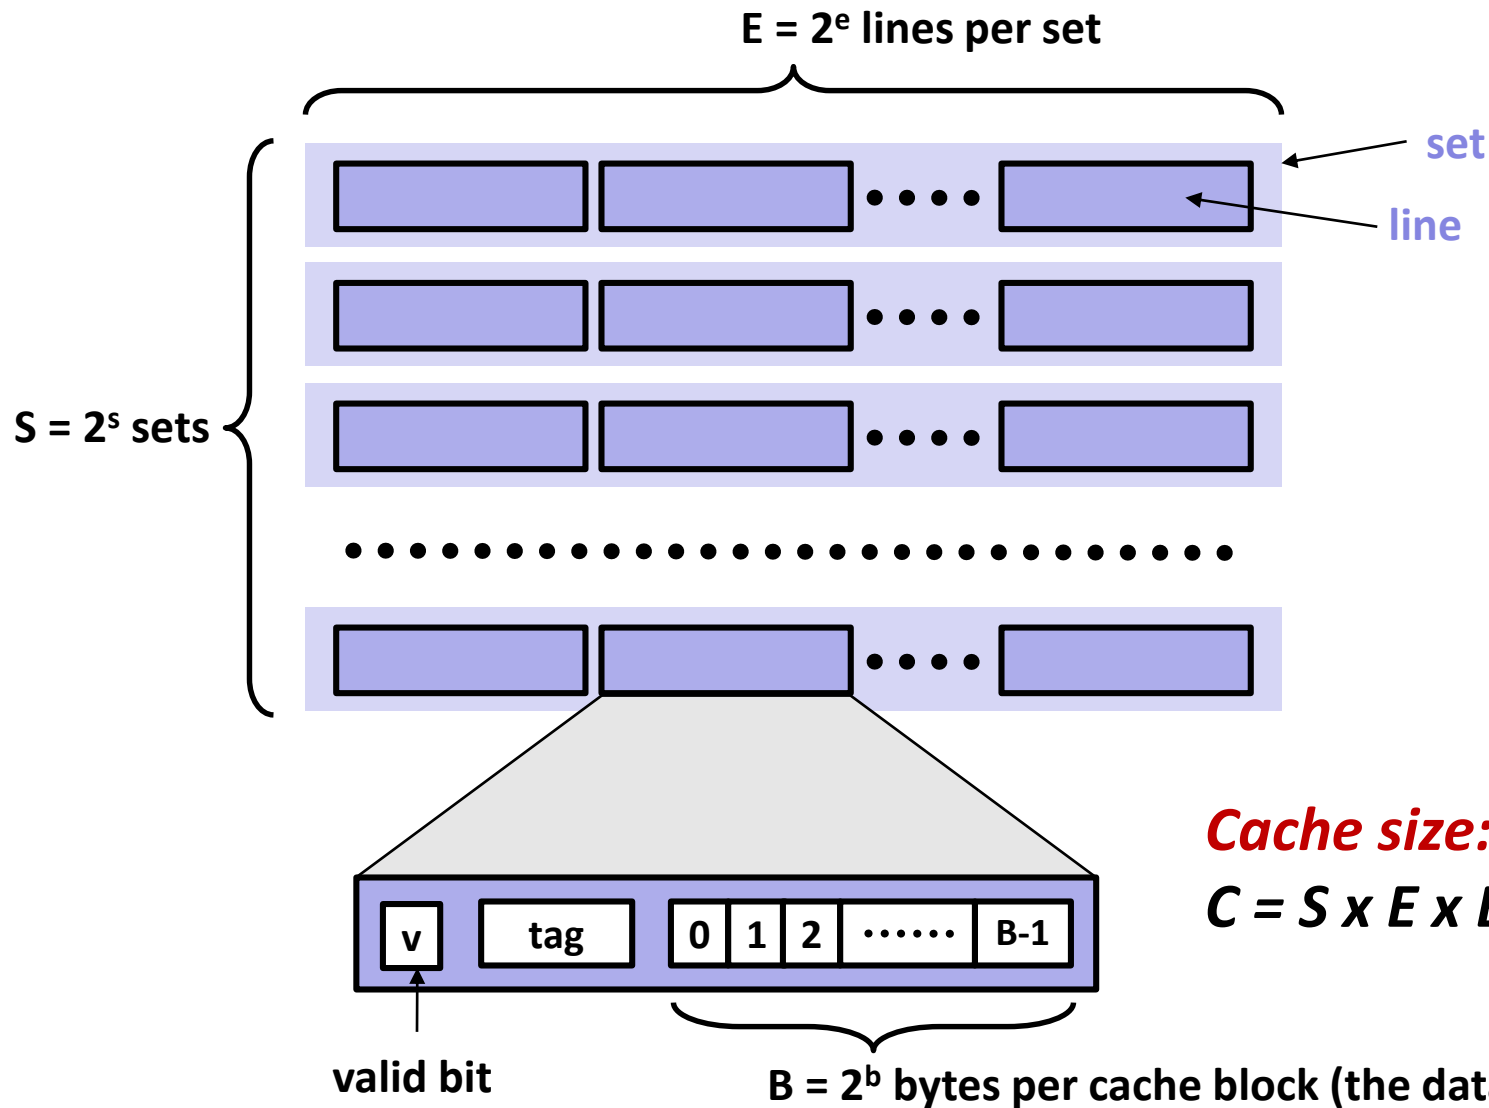 E = 2ᵉ lines per set
set
line
S = 2ˢ sets
Cache size:
C = S x E x
v
tag
0 1 2 B-1
valid bit
B = 2ᵇ bytes per cache block (the data